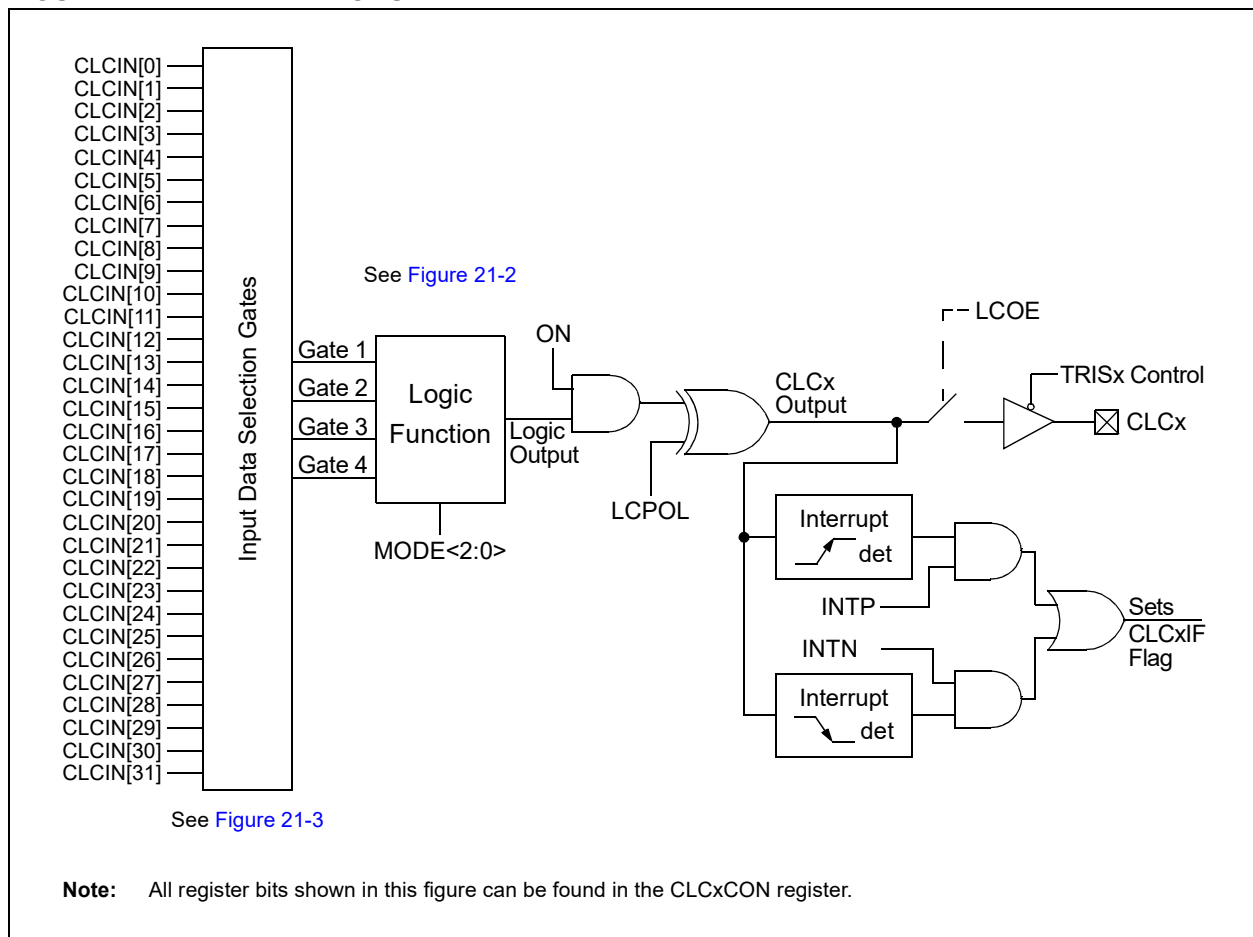 CLCIN[0]
CLCIN[1]
CLCIN[2]
CLCIN[3]
CLCIN[4]
CLCIN[5]
CLCIN[6]
CLCIN[7]
CLCIN[8]
CLCIN[9]
CLCIN[10]
CLCIN[11]
CLCIN[12]
CLCIN[13]
CLCIN[14]
CLCIN[15]
CLCIN[16]
CLCIN[17]
CLCIN[18]
CLCIN[19]
CLCIN[20]
CLCIN[21]
CLCIN[22]
CLCIN[23]
CLCIN[24]
CLCIN[25]
CLCIN[26]
CLCIN[27]
CLCIN[28]
CLCIN[29]
CLCIN[30]
CLCIN[31]
Input Data Selection Gates
See Figure 21-3
See Figure 21-2
Gate 1
Gate 2
Gate 3
Gate 4
Logic
Function
MODE<2:0>
Logic
Output
ON
LCPOL
CLCx
Output
LCOE
TRISx Control
CLCx
Interrupt
det
INTP
INTN
Interrupt
det
Sets
CLCxIF
Flag
Note: All register bits shown in this figure can be found in the CLCxCON register.